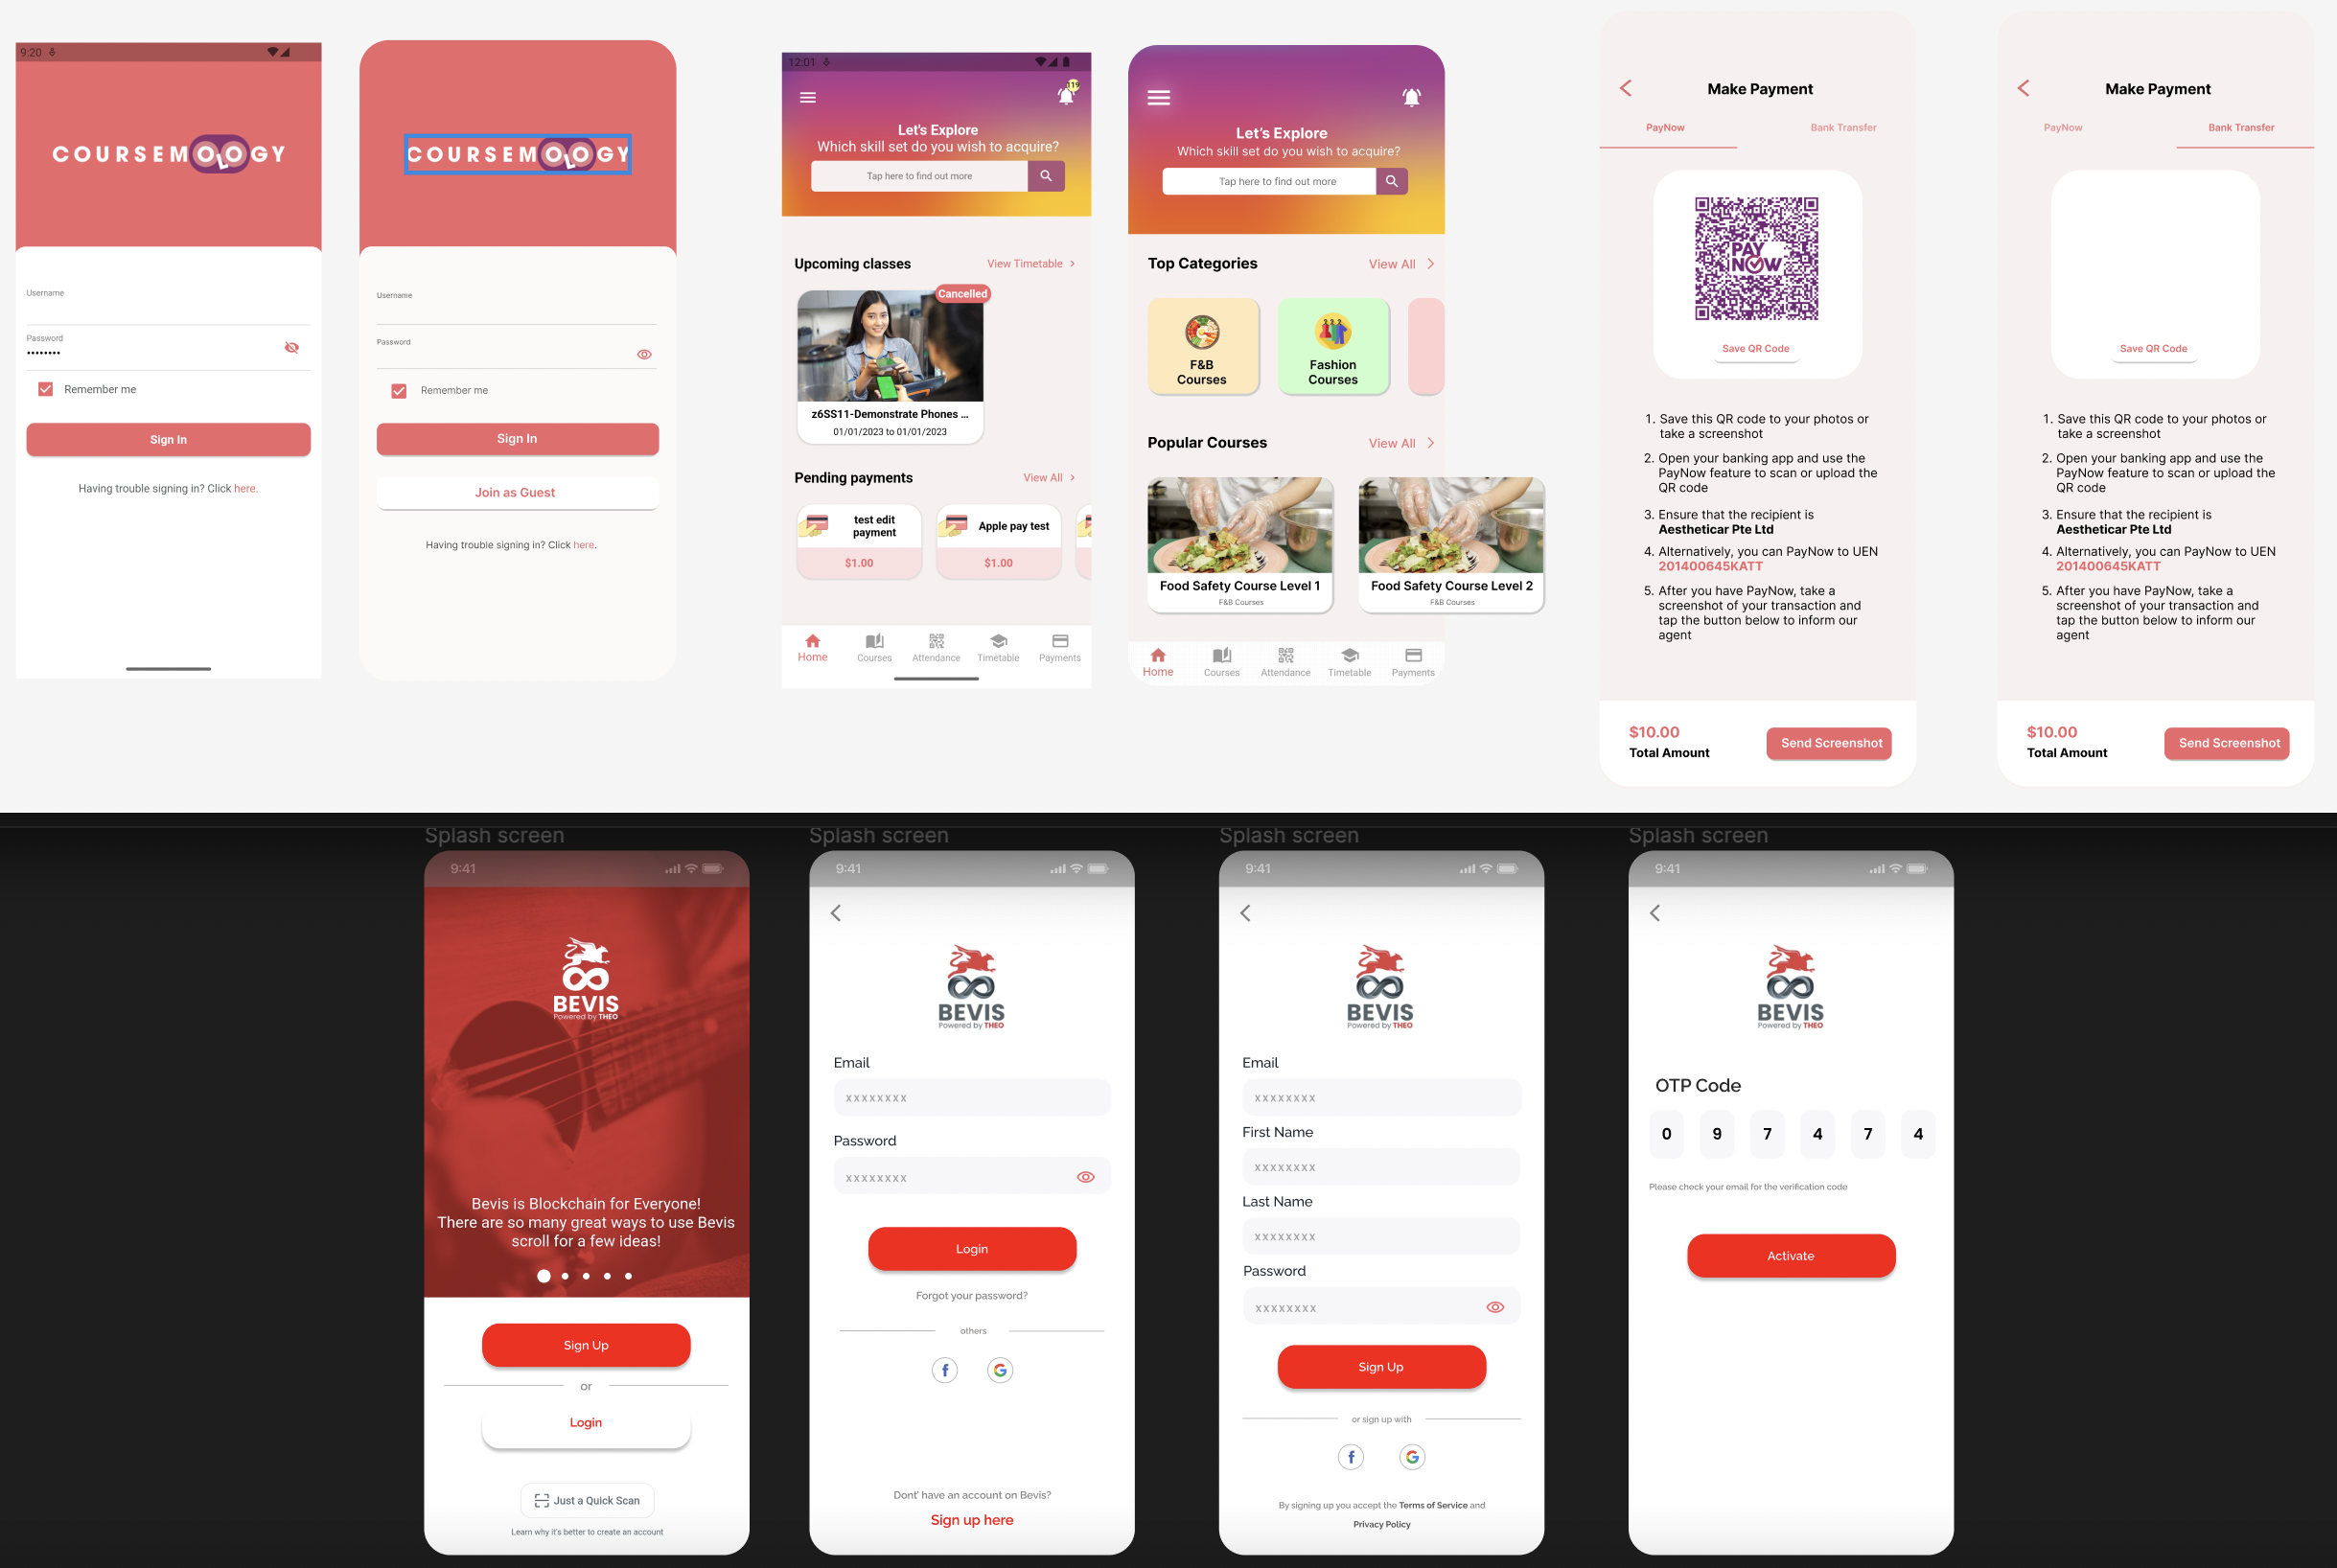 9:20
COURSEMOLOGY
Username
Password
••••••••
Remember me
Sign In
Having trouble signing in? Click here.
COURSEMOLOGY
Username
Password
Remember me
Sign In
Join as Guest
Having trouble signing in? Click here.
12:01
Let's Explore
Which skill set do you wish to acquire?
Tap here to find out more
Upcoming classes
View Timetable >
Cancelled
z6SS11-Demonstrate Phones ...
01/01/2023 to 01/01/2023
Pending payments
View All >
test edit
payment
$1.00
Apple pay test
$1.00
Home
Courses
Attendance
Timetable
Payments
Let's Explore
Which skill set do you wish to acquire?
Tap here to find out more
Top Categories
View All >
F&B
Courses
Fashion
Courses
Popular Courses
View All >
Food Safety Course Level 1
F&B Courses
Food Safety Course Level 2
F&B Courses
Home
Courses
Attendance
Timetable
Payments
Make Payment
PayNow
Bank Transfer
PAY
NOW
Save QR Code
1. Save this QR code to your photos or
take a screenshot
2. Open your banking app and use the
PayNow feature to scan or upload the
QR code
3. Ensure that the recipient is
Aestheticar Pte Ltd
4. Alternatively, you can PayNow to UEN
201400645KATT
5. After you have PayNow, take a
screenshot of your transaction and
tap the button below to inform our
agent
$10.00
Total Amount
Send Screenshot
Make Payment
PayNow
Bank Transfer
Save QR Code
1. Save this QR code to your photos or
take a screenshot
2. Open your banking app and use the
PayNow feature to scan or upload the
QR code
3. Ensure that the recipient is
Aestheticar Pte Ltd
4. Alternatively, you can PayNow to UEN
201400645KATT
5. After you have PayNow, take a
screenshot of your transaction and
tap the button below to inform our
agent
$10.00
Total Amount
Send Screenshot
Splash screen
9:41
BEVIS
Powered by THEO
Bevis is Blockchain for Everyone!
There are so many great ways to use Bevis
scroll for a few ideas!
Sign Up
or
Login
Just a Quick Scan
Learn why it's better to create an account
Splash screen
9:41
BEVIS
Powered by THEO
Email
xxxxxxxx
Password
xxxxxxxx
Login
Forgot your password?
others
f
G
Dont' have an account on Bevis?
Sign up here
Splash screen
9:41
BEVIS
Powered by THEO
Email
xxxxxxxx
First Name
xxxxxxxx
Last Name
xxxxxxxx
Password
xxxxxxxx
Sign Up
or sign up with
f
G
By signing up you accept the Terms of Service and
Privacy Policy
Splash screen
9:41
BEVIS
Powered by THEO
OTP Code
0 9 7 4 7 4
Please check your email for the verification code
Activate